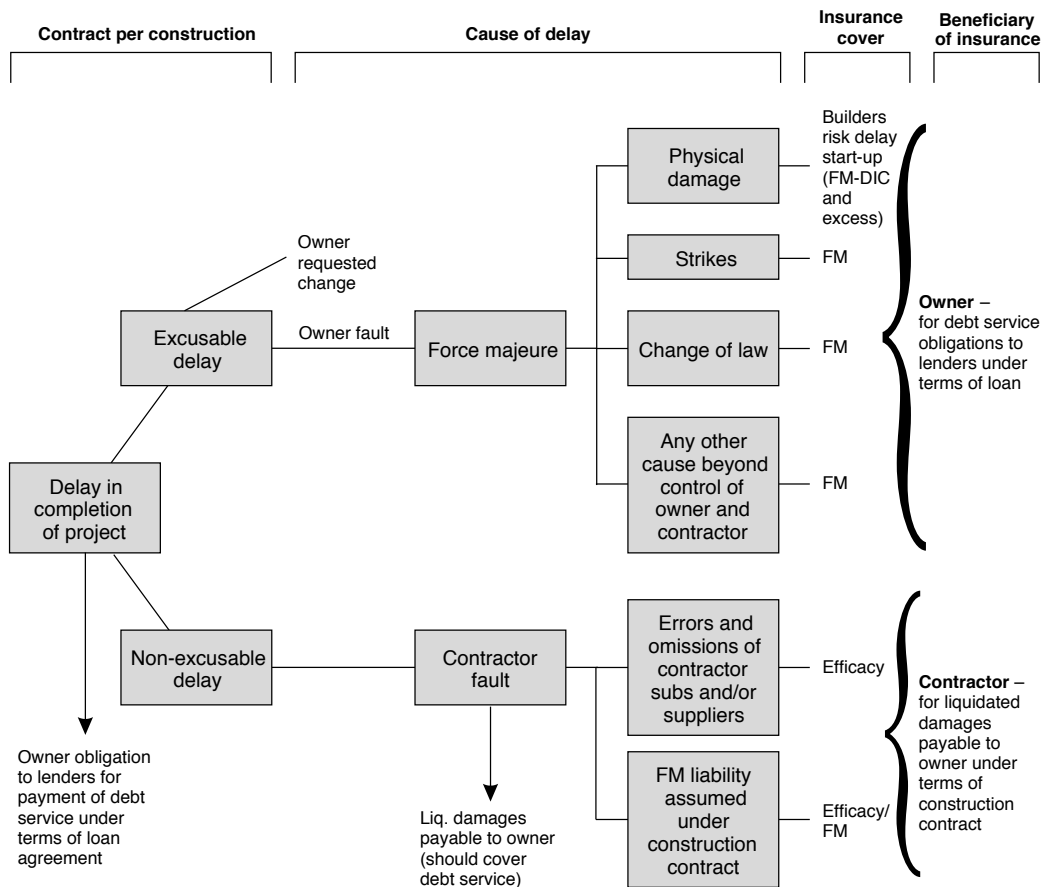 Contract per construction
Cause of delay
Insurance
cover
Beneficiary
of insurance
Builders
risk delay
start-up
(FM-DIC
and
excess)
Physical
damage
Owner
requested
change
Strikes
FM
Excusable
delay
Owner fault
Force majeure
Change of law
FM
Owner –
for debt service
obligations to
lenders under
terms of loan
Any other
cause beyond
control of
owner and
contractor
FM
Delay in
completion
of project
Non-excusable
delay
Contractor
fault
Errors and
omissions of
contractor
subs and/or
suppliers
Efficacy
Contractor –
for liquidated
damages
payable to
owner under
terms of
construction
contract
Owner obligation
to lenders for
payment of debt
service under
terms of loan
agreement
Liq. damages
payable to owner
(should cover
debt service)
FM liability
assumed
under
construction
contract
Efficacy/
FM